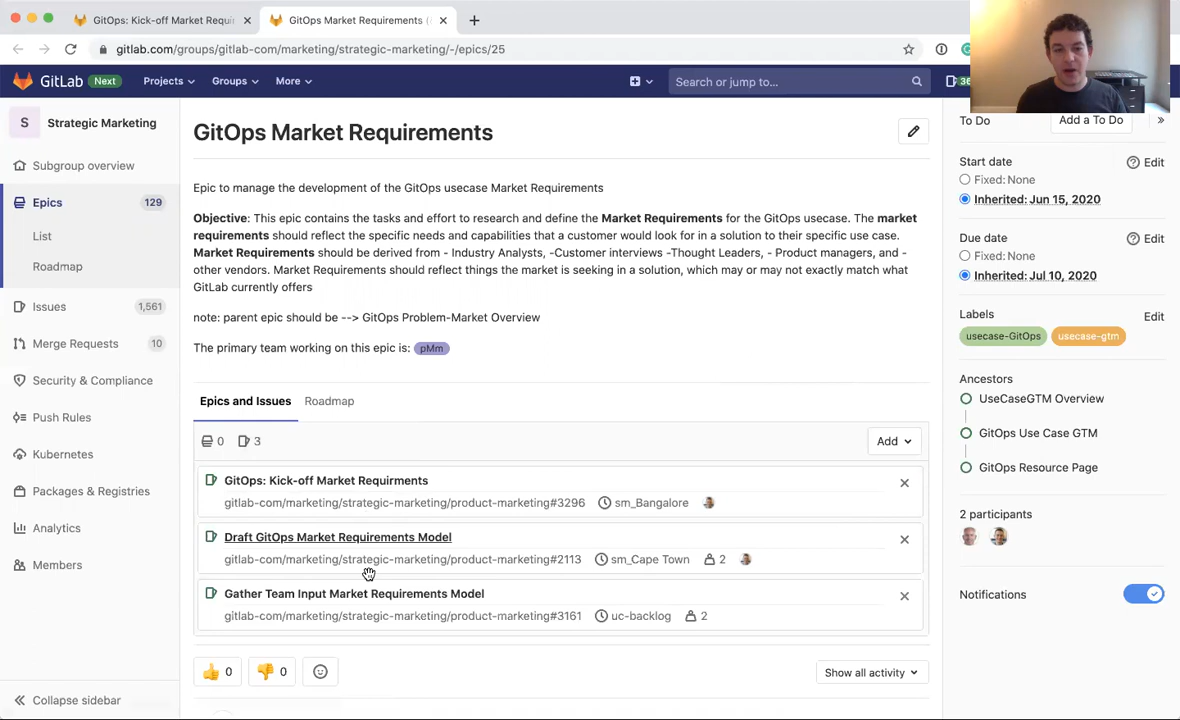 GitOps: Kick-off Market Requi
GitOps Market Requirements (
gitlab.com/groups/gitlab-com/marketing/strategic-marketing/-/epics/25
GitLab Next Projects Groups More Search or jump to... 36
S Strategic Marketing
Subgroup overview
Epics 129
List
Roadmap
Issues 1,561
Merge Requests 10
Security & Compliance
Push Rules
Kubernetes
Packages & Registries
Analytics
Members
Collapse sidebar
GitOps Market Requirements
Epic to manage the development of the GitOps usecase Market Requirements
Objective: This epic contains the tasks and effort to research and define the Market Requirements for the GitOps usecase. The market
requirements should reflect the specific needs and capabilities that a customer would look for in a solution to their specific use case.
Market Requirements should be derived from - Industry Analysts, -Customer interviews -Thought Leaders, - Product managers, and -
other vendors. Market Requirements should reflect things the market is seeking in a solution, which may or may not exactly match what
GitLab currently offers
note: parent epic should be --> GitOps Problem-Market Overview
The primary team working on this epic is: pMm
Epics and Issues Roadmap
0 3 Add
GitOps: Kick-off Market Requirments
gitlab-com/marketing/strategic-marketing/product-marketing#3296 sm_Bangalore
Draft GitOps Market Requirements Model
gitlab-com/marketing/strategic-marketing/product-marketing#2113 sm_Cape Town 2
Gather Team Input Market Requirements Model
gitlab-com/marketing/strategic-marketing/product-marketing#3161 uc-backlog 2
0 0 Show all activity
To Do Add a To Do
Start date Edit
Fixed: None
Inherited: Jun 15, 2020
Due date Edit
Fixed: None
Inherited: Jul 10, 2020
Labels Edit
usecase-GitOps usecase-gtm
Ancestors
UseCaseGTM Overview
GitOps Use Case GTM
GitOps Resource Page
2 participants
Notifications